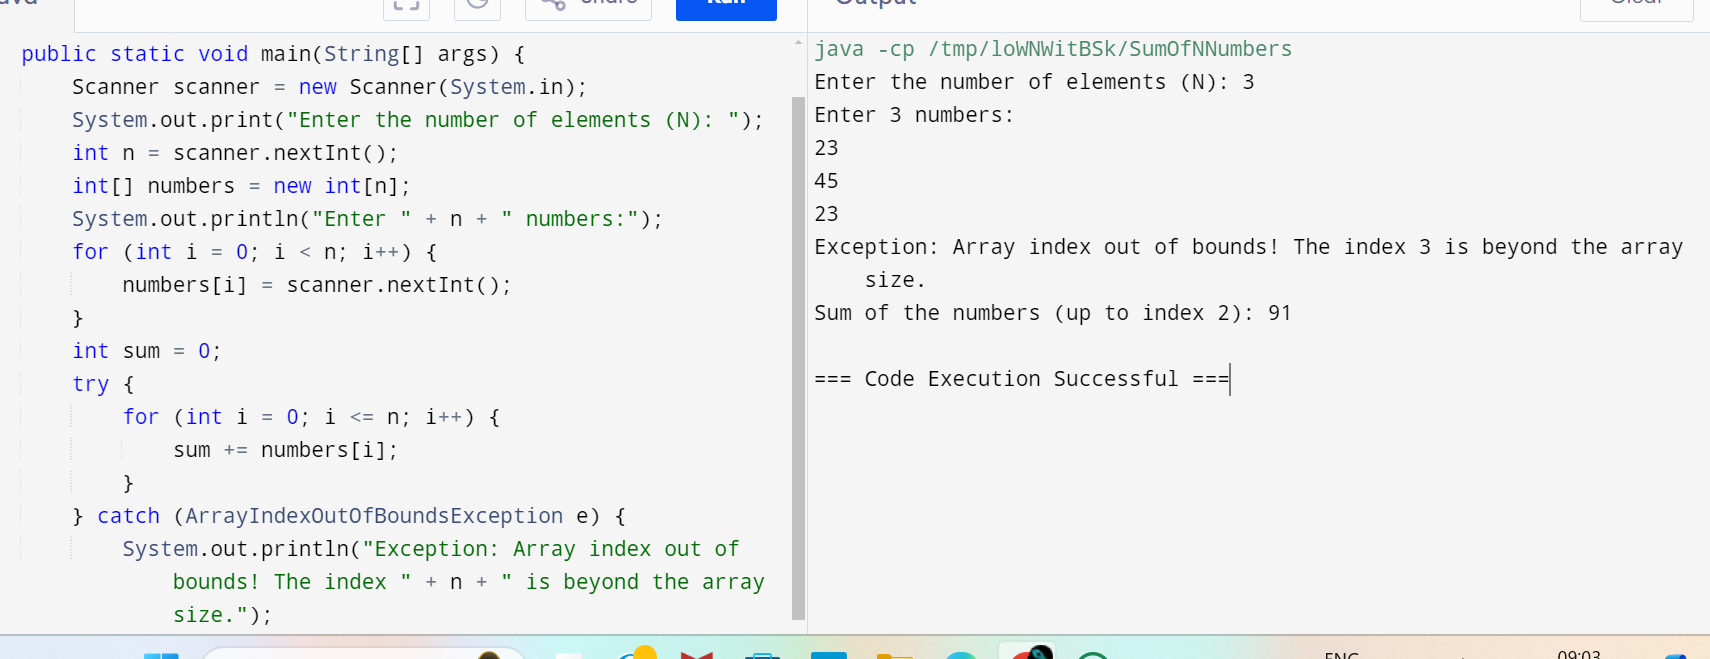 public static void main(String[] args) {
Scanner scanner = new Scanner(System.in);
System.out.print("Enter the number of elements (N): ");
int n = scanner.nextInt();
int[] numbers = new int[n];
System.out.println("Enter " + n + " numbers:");
for (int i = 0; i < n; i++) {
numbers[i] = scanner.nextInt();
}
int sum = 0;
try {
for (int i = 0; i <= n; i++) {
sum += numbers[i];
}
} catch (ArrayIndexOutOfBoundsException e) {
System.out.println("Exception: Array index out of
bounds! The index " + n + " is beyond the array
size.");
java -cp /tmp/loWNWitBSk/SumOfNNumbers
Enter the number of elements (N): 3
Enter 3 numbers:
23
45
23
Exception: Array index out of bounds! The index 3 is beyond the array
size.
Sum of the numbers (up to index 2): 91
=== Code Execution Successful ===
ENG
09:03